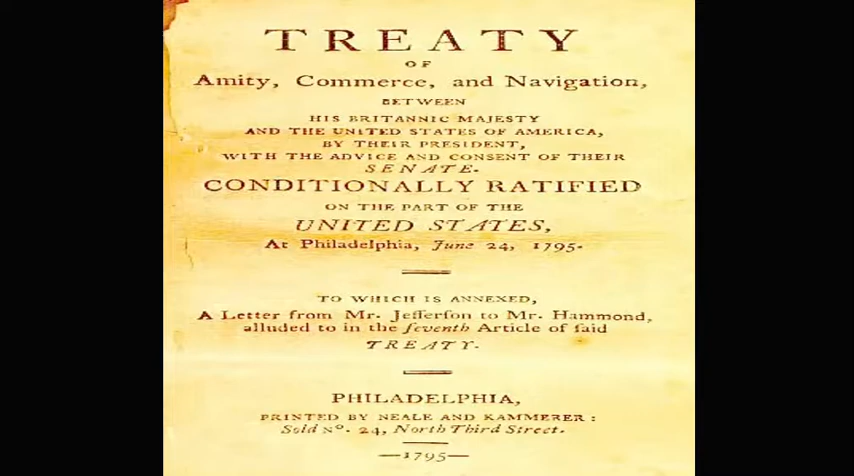 TREATY
OF
Amity, Commerce, and Navigation,
BETWEEN
HIS BRITANNIC MAJESTY
AND THE UNITED STATES OF AMERICA,
BY THEIR PRESIDENT,
WITH THE ADVICE AND CONSENT OF THEIR
SENATE.
CONDITIONALLY RATIFIED
ON THE PART OF THE
UNITED STATES,
At Philadelphia, June 24, 1795.
TO WHICH IS ANNEXED,
A Letter from Mr. Jefferſon to Mr. Hammond,
alluded to in the ſeventh Article of ſaid
TREATY.
PHILADELPHIA,
PRINTED BY NEALE AND KAMMERER:
Sold No. 24, North Third Street.
—1795—